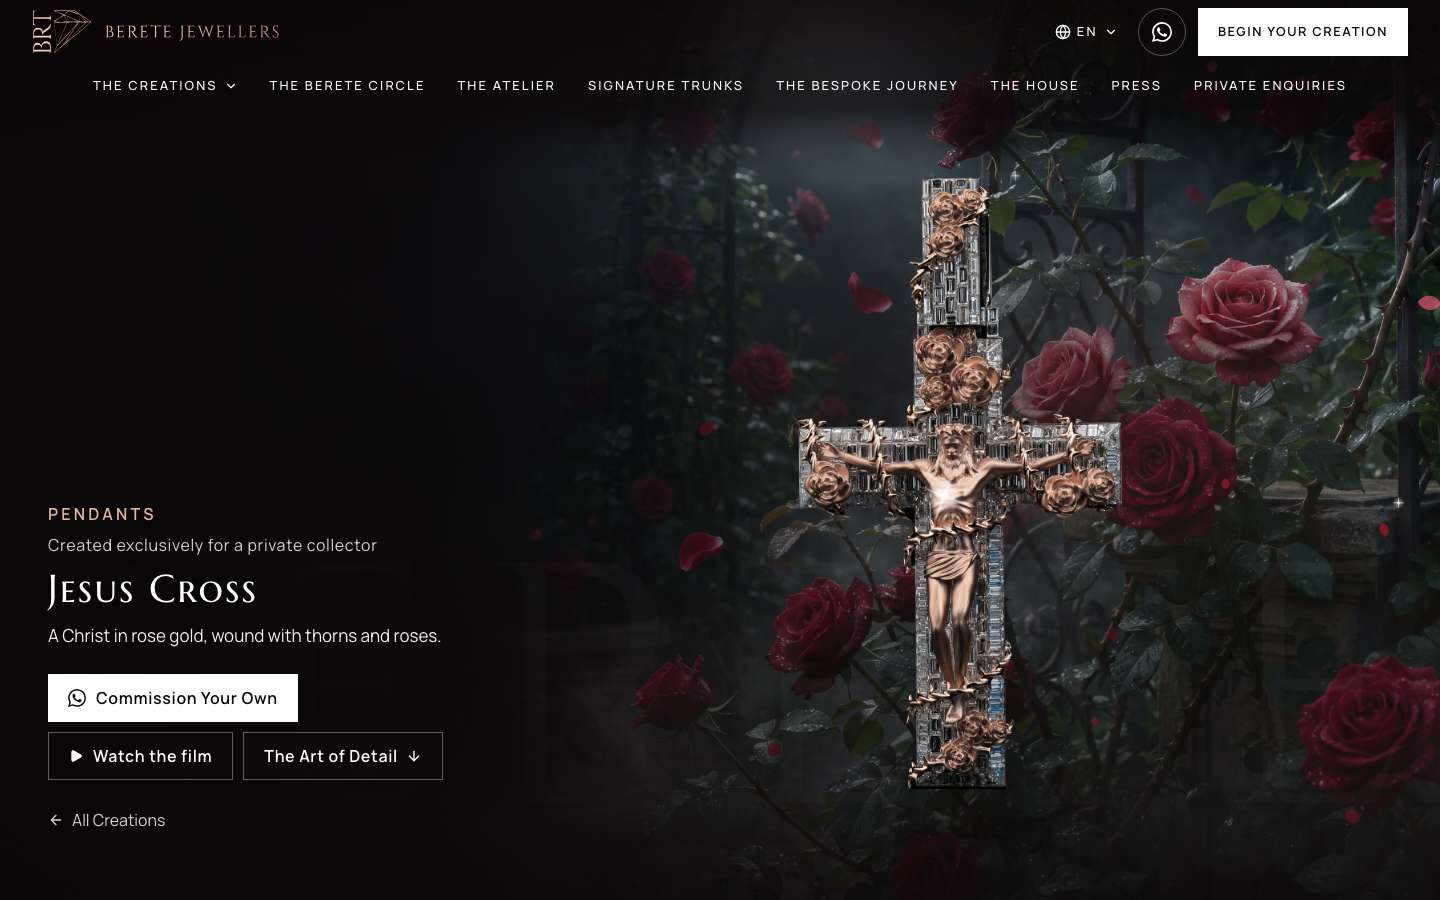 BRT
BERETE JEWELLERS
EN
BEGIN YOUR CREATION
THE CREATIONS
THE BERETE CIRCLE
THE ATELIER
SIGNATURE TRUNKS
THE BESPOKE JOURNEY
THE HOUSE
PRESS
PRIVATE ENQUIRIES
PENDANTS
Created exclusively for a private collector
Jesus Cross
A Christ in rose gold, wound with thorns and roses.
Commission Your Own
Watch the film
The Art of Detail
All Creations